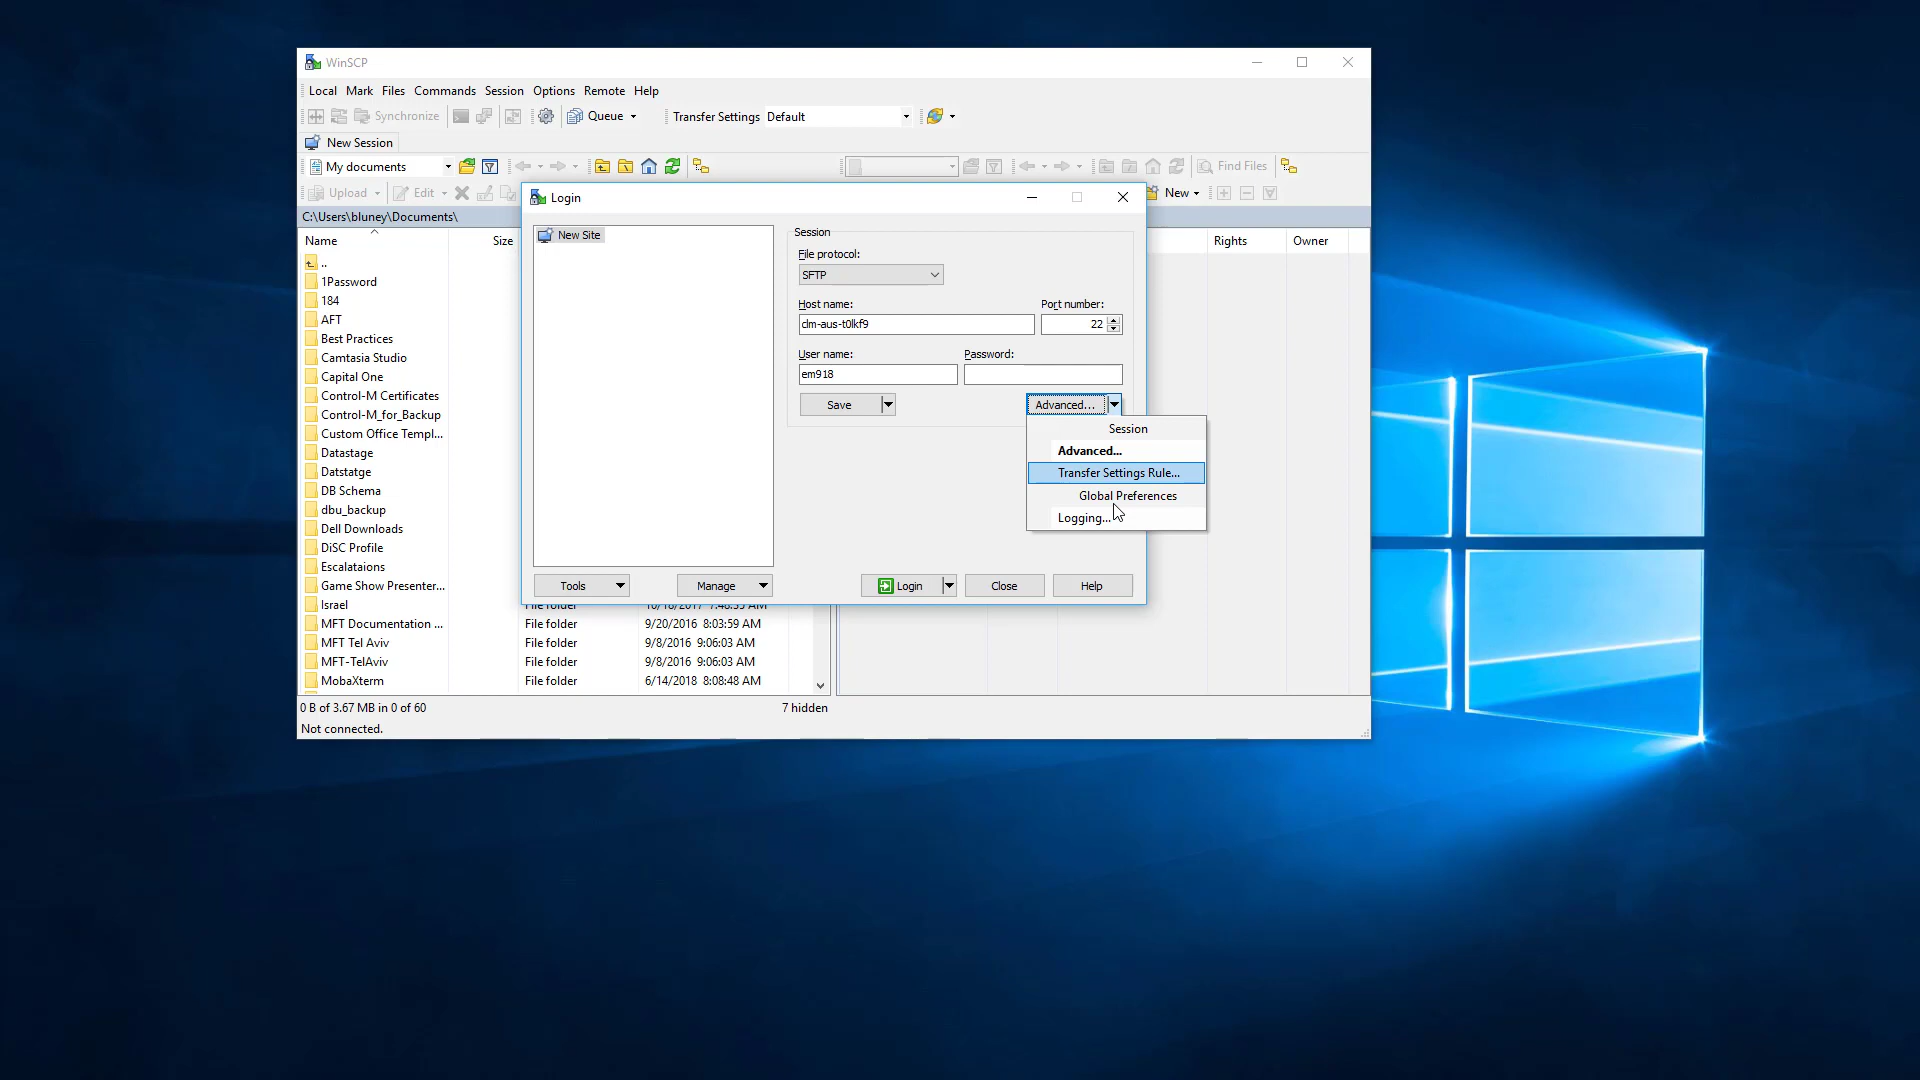 WinSCP
Local Mark Files Commands Session Options Remote Help
Synchronize Queue Transfer Settings Default
New Session
My documents Find Files
Upload Edit New
C:\Users\bluney\Documents\
Name Size Rights Owner
..
1Password
184
AFT
Best Practices
Camtasia Studio
Capital One
Control-M Certificates
Control-M_for_Backup
Custom Office Templ...
Datastage
Datstatge
DB Schema
dbu_backup
Dell Downloads
DiSC Profile
Escalataions
Game Show Presenter...
Israel File folder
MFT Documentation ... File folder 9/20/2016 8:03:59 AM
MFT Tel Aviv File folder 9/8/2016 9:06:03 AM
MFT-TelAviv File folder 9/8/2016 9:06:03 AM
MobaXterm File folder 6/14/2018 8:08:48 AM
0 B of 3.67 MB in 0 of 60 7 hidden
Not connected.
Login
New Site
Session
File protocol:
SFTP
Host name: Port number:
clm-aus-t0lkf9 22
User name: Password:
em918
Save Advanced...
Session
Advanced...
Transfer Settings Rule...
Global Preferences
Logging...
Tools Manage Login Close Help